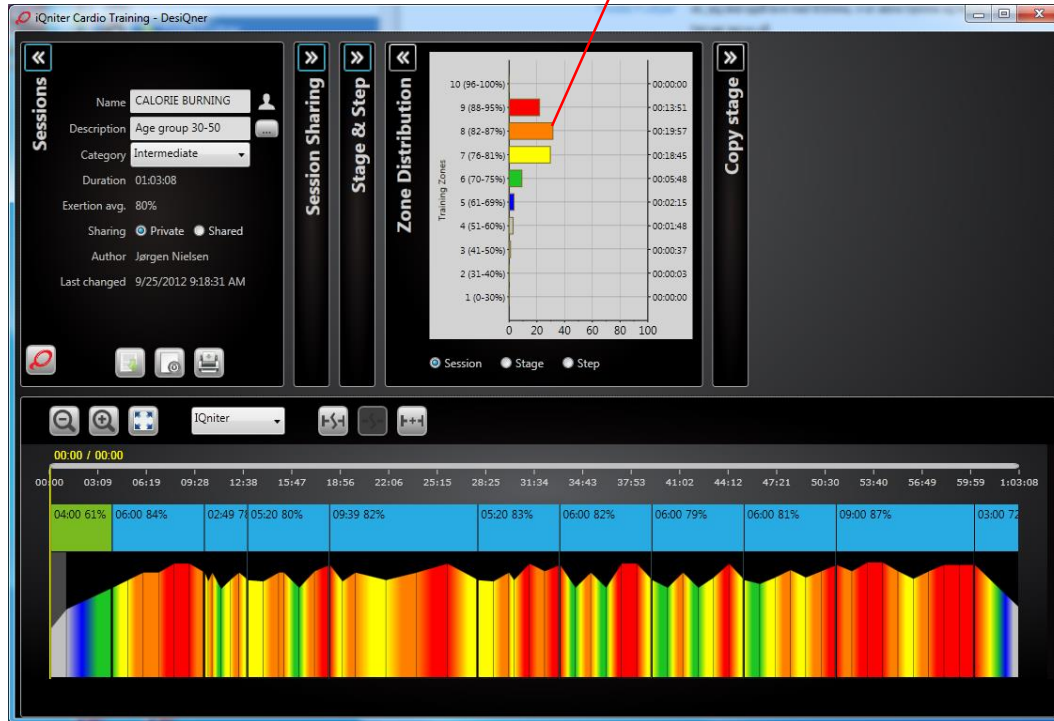 iQniter Cardio Training - DesiQner
Sessions
Name CALORIE BURNING
Description Age group 30-50 ...
Category Intermediate
Duration 01:03:08
Exertion avg. 80%
Sharing Private Shared
Author Jørgen Nielsen
Last changed 9/25/2012 9:18:31 AM
Session Sharing
Stage & Step
Zone Distribution
Training Zones
10 (96-100%) 00:00:00
9 (88-95%) 00:13:51
8 (82-87%) 00:19:57
7 (76-81%) 00:18:45
6 (70-75%) 00:05:48
5 (61-69%) 00:02:15
4 (51-60%) 00:01:48
3 (41-50%) 00:00:37
2 (31-40%) 00:00:03
1 (0-30%) 00:00:00
0 20 40 60 80 100
Session Stage Step
Copy stage
IQniter
00:00 / 00:00
00:00 03:09 06:19 09:28 12:38 15:47 18:56 22:06 25:15 28:25 31:34 34:43 37:53 41:02 44:12 47:21 50:30 53:40 56:49 59:59 1:03:08
04:00 61% 06:00 84% 02:49 78 05:20 80% 09:39 82% 05:20 83% 06:00 82% 06:00 79% 06:00 81% 09:00 87% 03:00 72